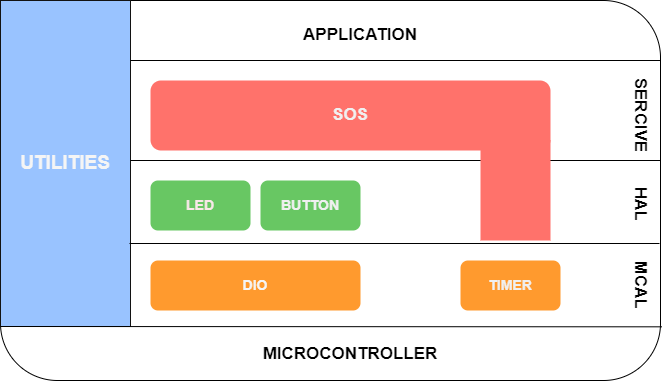 APPLICATION
UTILITIES
SOS
SERCIVE
LED
BUTTON
HAL
DIO
TIMER
MCAL
MICROCONTROLLER